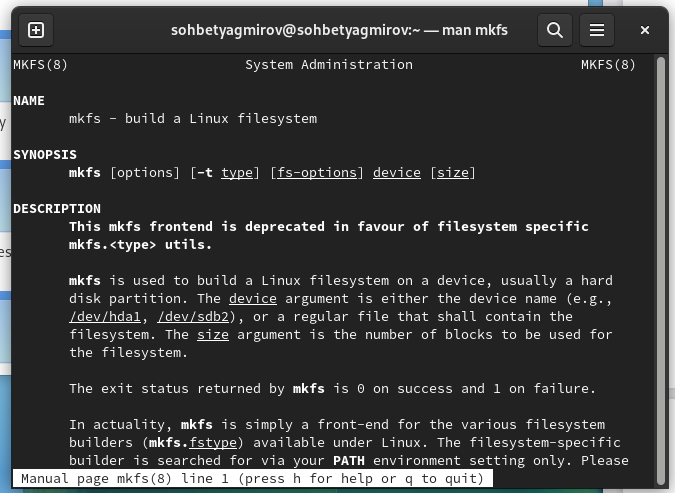 sohbetyagmirov@sohbetyagmirov:~ — man mkfs
MKFS(8) System Administration MKFS(8)
NAME
mkfs - build a Linux filesystem
SYNOPSIS
mkfs [options] [-t type] [fs-options] device [size]
DESCRIPTION
This mkfs frontend is deprecated in favour of filesystem specific
mkfs.<type> utils.
mkfs is used to build a Linux filesystem on a device, usually a hard
disk partition. The device argument is either the device name (e.g.,
/dev/hda1, /dev/sdb2), or a regular file that shall contain the
filesystem. The size argument is the number of blocks to be used for
the filesystem.
The exit status returned by mkfs is 0 on success and 1 on failure.
In actuality, mkfs is simply a front-end for the various filesystem
builders (mkfs.fstype) available under Linux. The filesystem-specific
builder is searched for via your PATH environment setting only. Please
Manual page mkfs(8) line 1 (press h for help or q to quit)